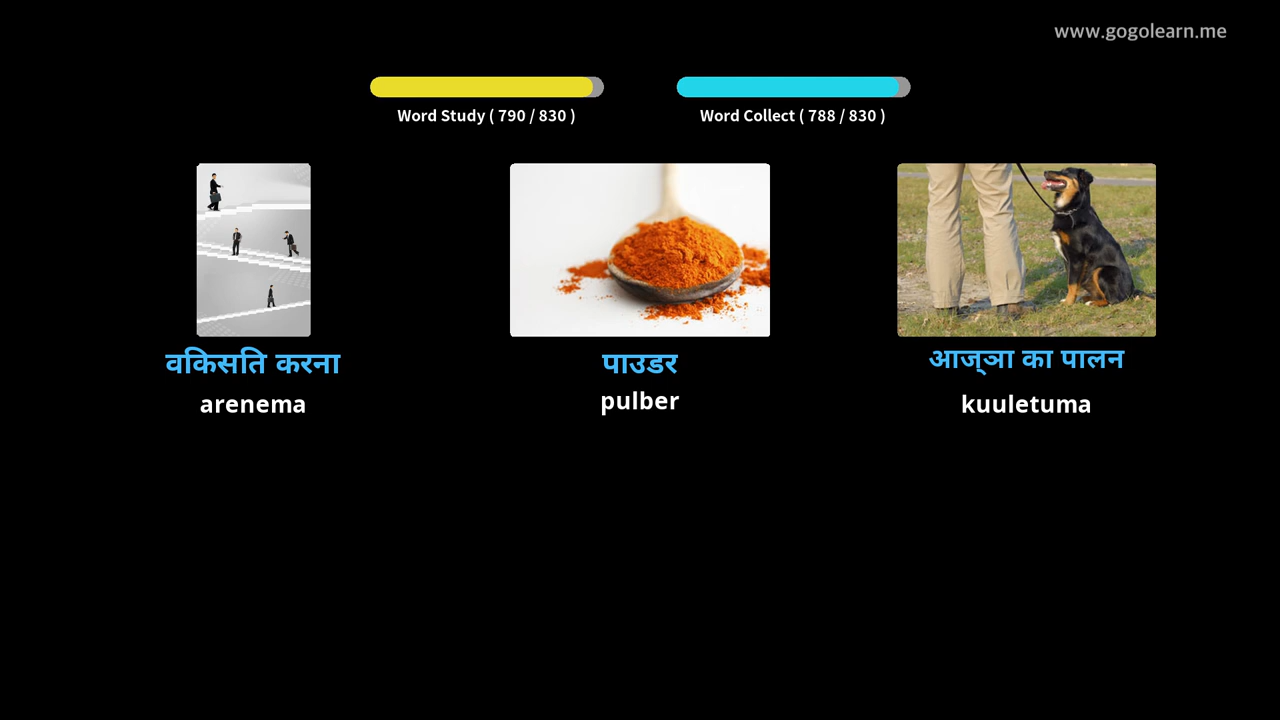 www.gogolearn.me
Word Study ( 790 / 830 )
Word Collect ( 788 / 830 )
वकिसति करना
पाउडर
आज्ञा का पालन
arenema
pulber
kuuletuma